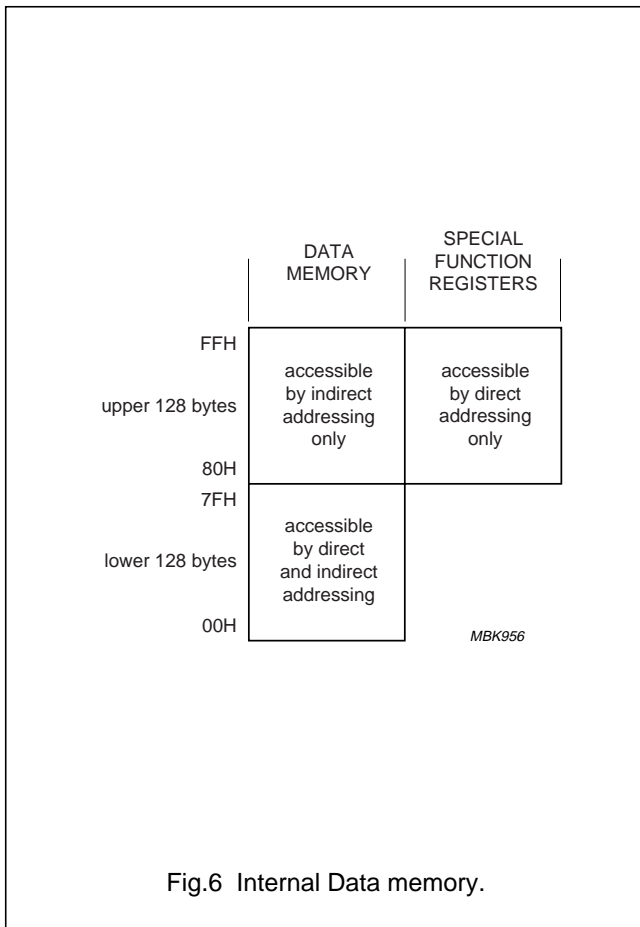 DATA
MEMORY
SPECIAL
FUNCTION
REGISTERS
FFH
upper 128 bytes
80H
accessible
by indirect
addressing
only
accessible
by direct
addressing
only
7FH
lower 128 bytes
00H
accessible
by direct
and indirect
addressing
MBK956
Fig.6 Internal Data memory.